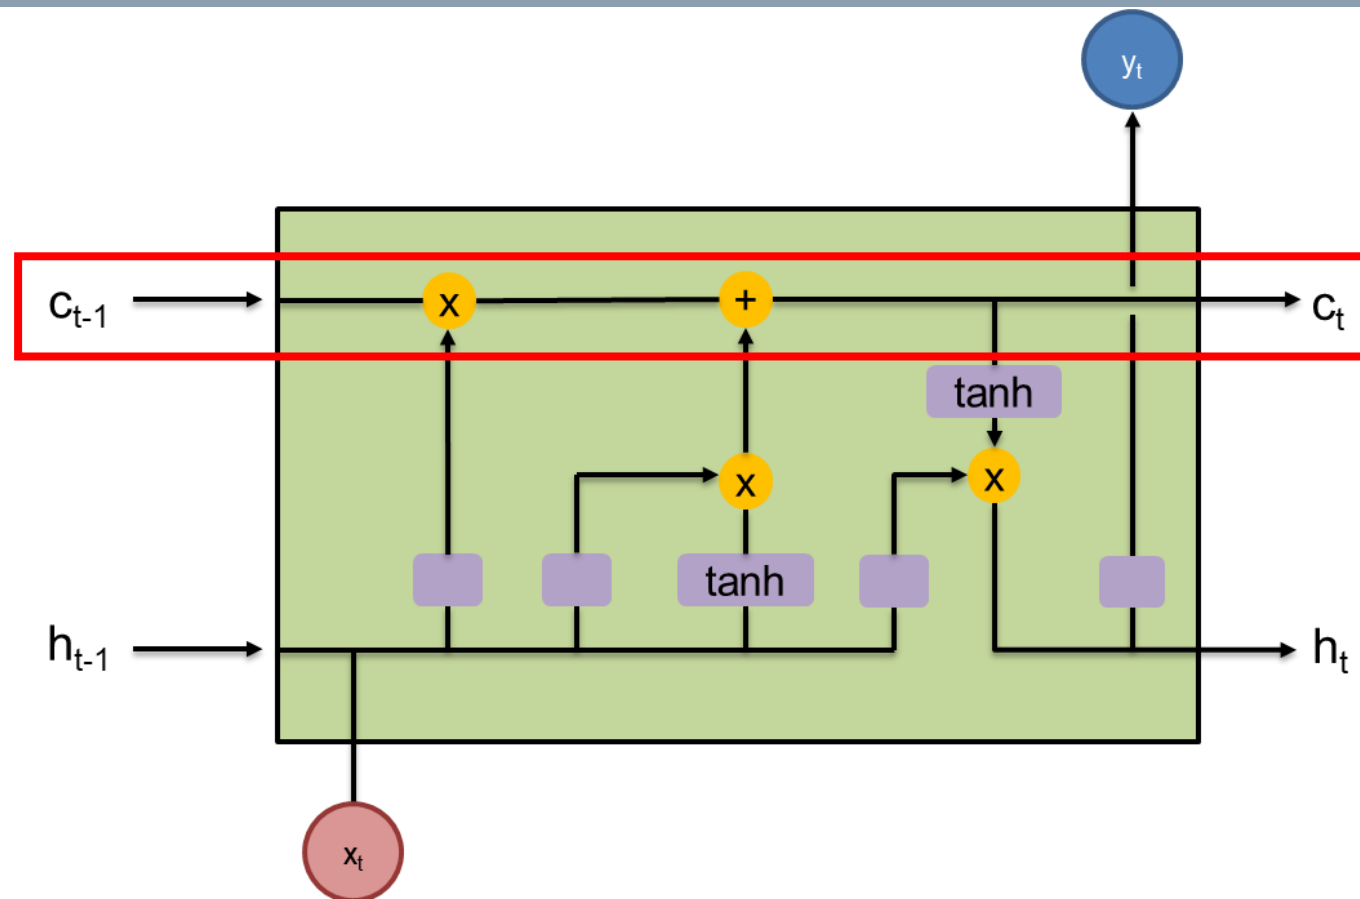 yₜ
cₜ₋₁ x + cₜ
tanh
x x
tanh
hₜ₋₁ hₜ
xₜ